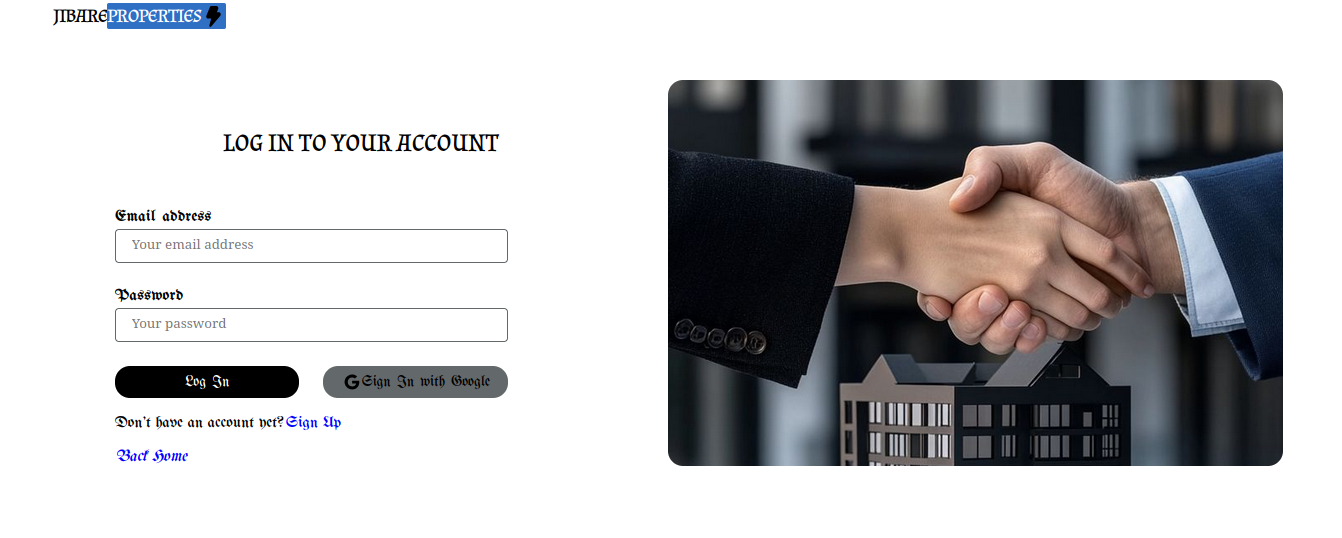 JIBAREPROPERTIES
LOG IN TO YOUR ACCOUNT
Email address
Your email address
Password
Your password
Log In
Sign In with Google
Don't have an account yet? Sign Up
Back Home